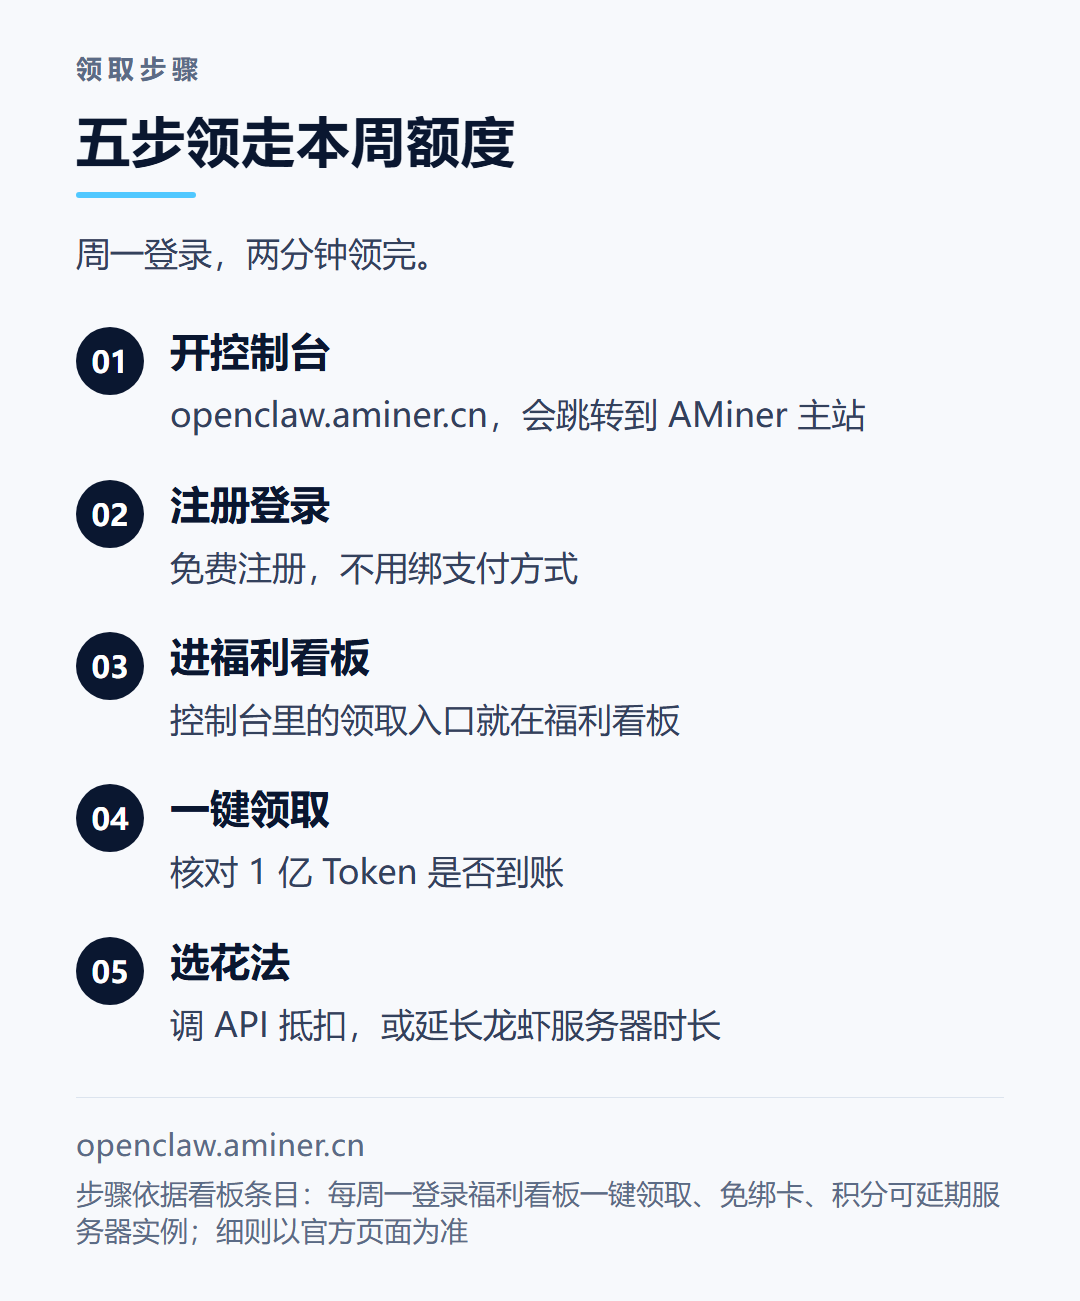 领取步骤
五步领走本周额度
周一登录，两分钟领完。
01
开控制台
openclaw.aminer.cn，会跳转到 AMiner 主站
02
注册登录
免费注册，不用绑支付方式
03
进福利看板
控制台里的领取入口就在福利看板
04
一键领取
核对 1 亿 Token 是否到账
05
选花法
调 API 抵扣，或延长龙虾服务器时长
openclaw.aminer.cn
步骤依据看板条目：每周一登录福利看板一键领取、免绑卡、积分可延期服
务器实例；细则以官方页面为准